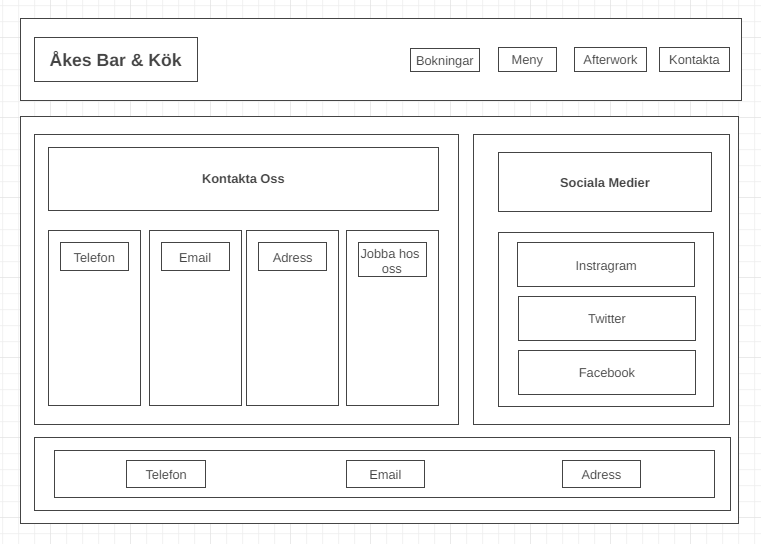 Åkes Bar & Kök
Bokningar
Meny
Afterwork
Kontakta
Kontakta Oss
Telefon
Email
Adress
Jobba hos
oss
Sociala Medier
Instragram
Twitter
Facebook
Telefon
Email
Adress